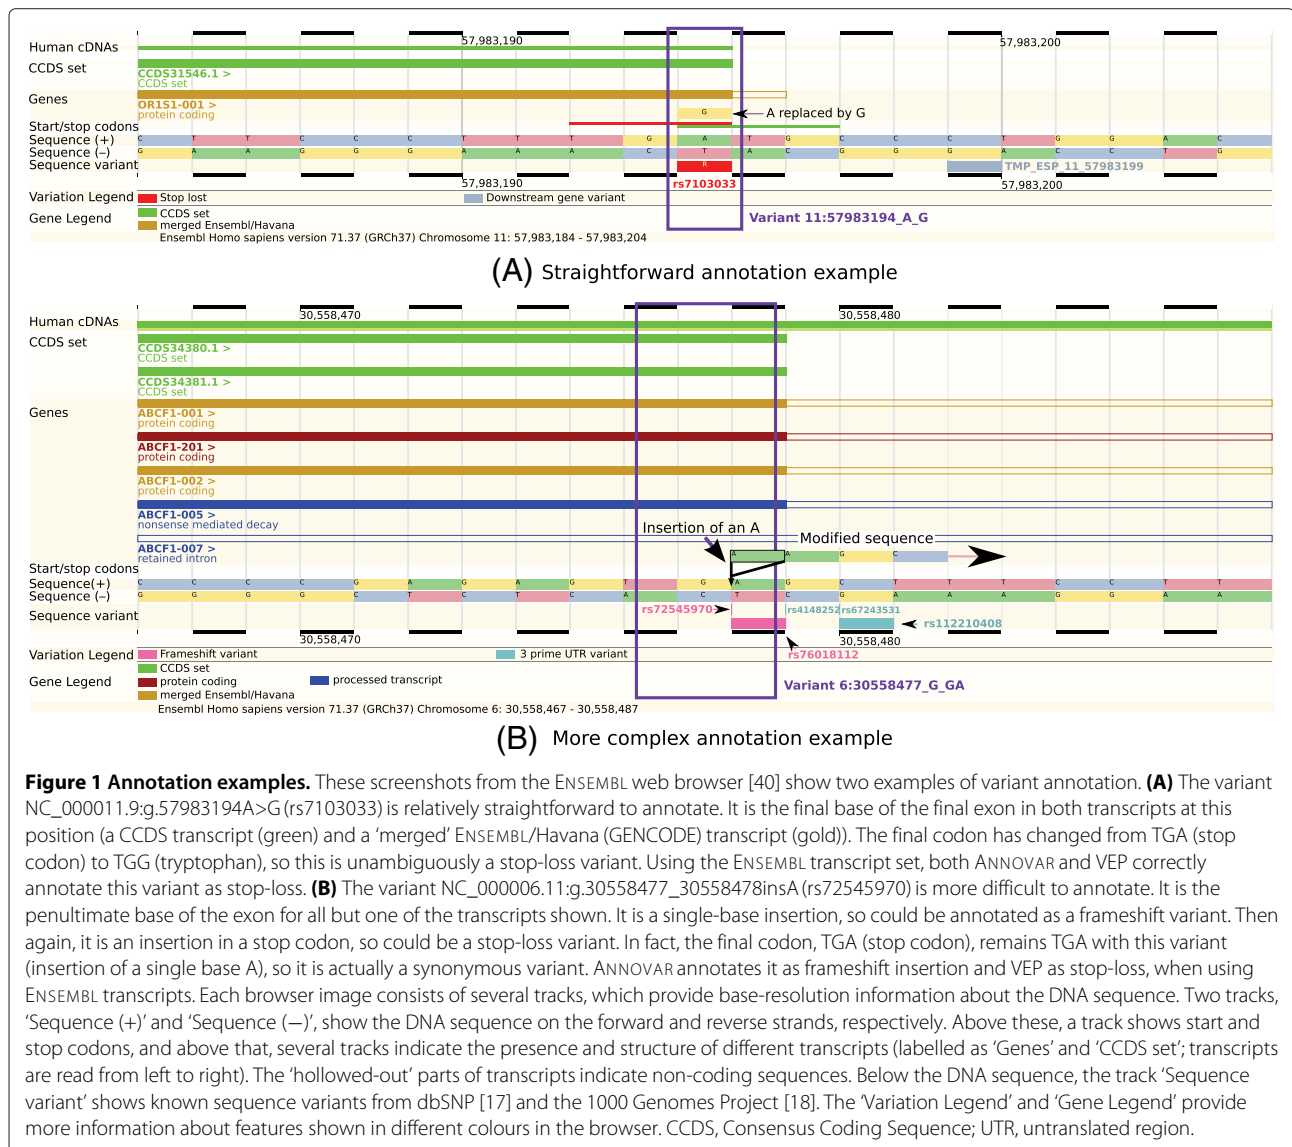 57,983,190 57,983,200
Human cDNAs
CCDS set
CCDS31546.1 >
CCDS set
Genes
OR1S1-001 >
protein coding
G A replaced by G
Start/stop codons
Sequence (+) C T T C C C T T T G A T G C C C T G G A C
Sequence (–) G A A G G G A A A C T A C G G G A C C T G
Sequence variant R TMP_ESP_11_57983199
57,983,190 rs7103033 57,983,200
Variation Legend Stop lost Downstream gene variant
Gene Legend CCDS set Variant 11:57983194_A_G
merged Ensembl/Havana
Ensembl Homo sapiens version 71.37 (GRCh37) Chromosome 11: 57,983,184 - 57,983,204
(A) Straightforward annotation example
30,558,470 30,558,480
Human cDNAs
CCDS set
CCDS34380.1 >
CCDS set
CCDS34381.1 >
CCDS set
Genes
ABCF1-001 >
protein coding
ABCF1-201 >
protein coding
ABCF1-002 >
protein coding
ABCF1-005 >
nonsense mediated decay
Insertion of an A
Modified sequence
ABCF1-007 >
retained intron
A A G C
Start/stop codons
Sequence(+) C C C C G A G A G T G A G C T T T C C T T
Sequence (–) G G G G C T C T C A C T C G A A A G G A A
Sequence variant rs72545970 rs4148252 rs67243531
rs112210408
30,558,470 30,558,480
Variation Legend Frameshift variant 3 prime UTR variant rs76018112
CCDS set
Gene Legend protein coding processed transcript Variant 6:30558477_G_GA
merged Ensembl/Havana
Ensembl Homo sapiens version 71.37 (GRCh37) Chromosome 6: 30,558,467 - 30,558,487
(B) More complex annotation example
Figure 1 Annotation examples. These screenshots from the ENSEMBL web browser [40] show two examples of variant annotation. (A) The variant
NC_000011.9:g.57983194A>G (rs7103033) is relatively straightforward to annotate. It is the final base of the final exon in both transcripts at this
position (a CCDS transcript (green) and a ‘merged’ ENSEMBL/Havana (GENCODE) transcript (gold)). The final codon has changed from TGA (stop
codon) to TGG (tryptophan), so this is unambiguously a stop-loss variant. Using the ENSEMBL transcript set, both ANNOVAR and VEP correctly
annotate this variant as stop-loss. (B) The variant NC_000006.11:g.30558477_30558478insA (rs72545970) is more difficult to annotate. It is the
penultimate base of the exon for all but one of the transcripts shown. It is a single-base insertion, so could be annotated as a frameshift variant. Then
again, it is an insertion in a stop codon, so could be a stop-loss variant. In fact, the final codon, TGA (stop codon), remains TGA with this variant
(insertion of a single base A), so it is actually a synonymous variant. ANNOVAR annotates it as frameshift insertion and VEP as stop-loss, when using
ENSEMBL transcripts. Each browser image consists of several tracks, which provide base-resolution information about the DNA sequence. Two tracks,
‘Sequence (+)’ and ‘Sequence (−)’, show the DNA sequence on the forward and reverse strands, respectively. Above these, a track shows start and
stop codons, and above that, several tracks indicate the presence and structure of different transcripts (labelled as ‘Genes’ and ‘CCDS set’; transcripts
are read from left to right). The ‘hollowed-out’ parts of transcripts indicate non-coding sequences. Below the DNA sequence, the track ‘Sequence
variant’ shows known sequence variants from dbSNP [17] and the 1000 Genomes Project [18]. The ‘Variation Legend’ and ‘Gene Legend’ provide
more information about features shown in different colours in the browser. CCDS, Consensus Coding Sequence; UTR, untranslated region.